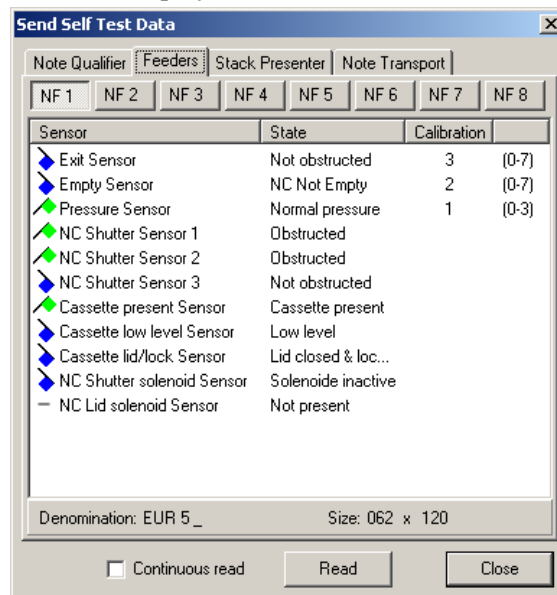 Send Self Test Data
Note Qualifier Feeders Stack Presenter Note Transport
NF 1 NF 2 NF 3 NF 4 NF 5 NF 6 NF 7 NF 8
Sensor State Calibration
Exit Sensor Not obstructed 3 (0-7)
Empty Sensor NC Not Empty 2 (0-7)
Pressure Sensor Normal pressure 1 (0-3)
NC Shutter Sensor 1 Obstructed
NC Shutter Sensor 2 Obstructed
NC Shutter Sensor 3 Not obstructed
Cassette present Sensor Cassette present
Cassette low level Sensor Low level
Cassette lid/lock Sensor Lid closed & loc...
NC Shutter solenoid Sensor Solenoide inactive
NC Lid solenoid Sensor Not present
Denomination: EUR 5_ Size: 062 x 120
Continuous read Read Close